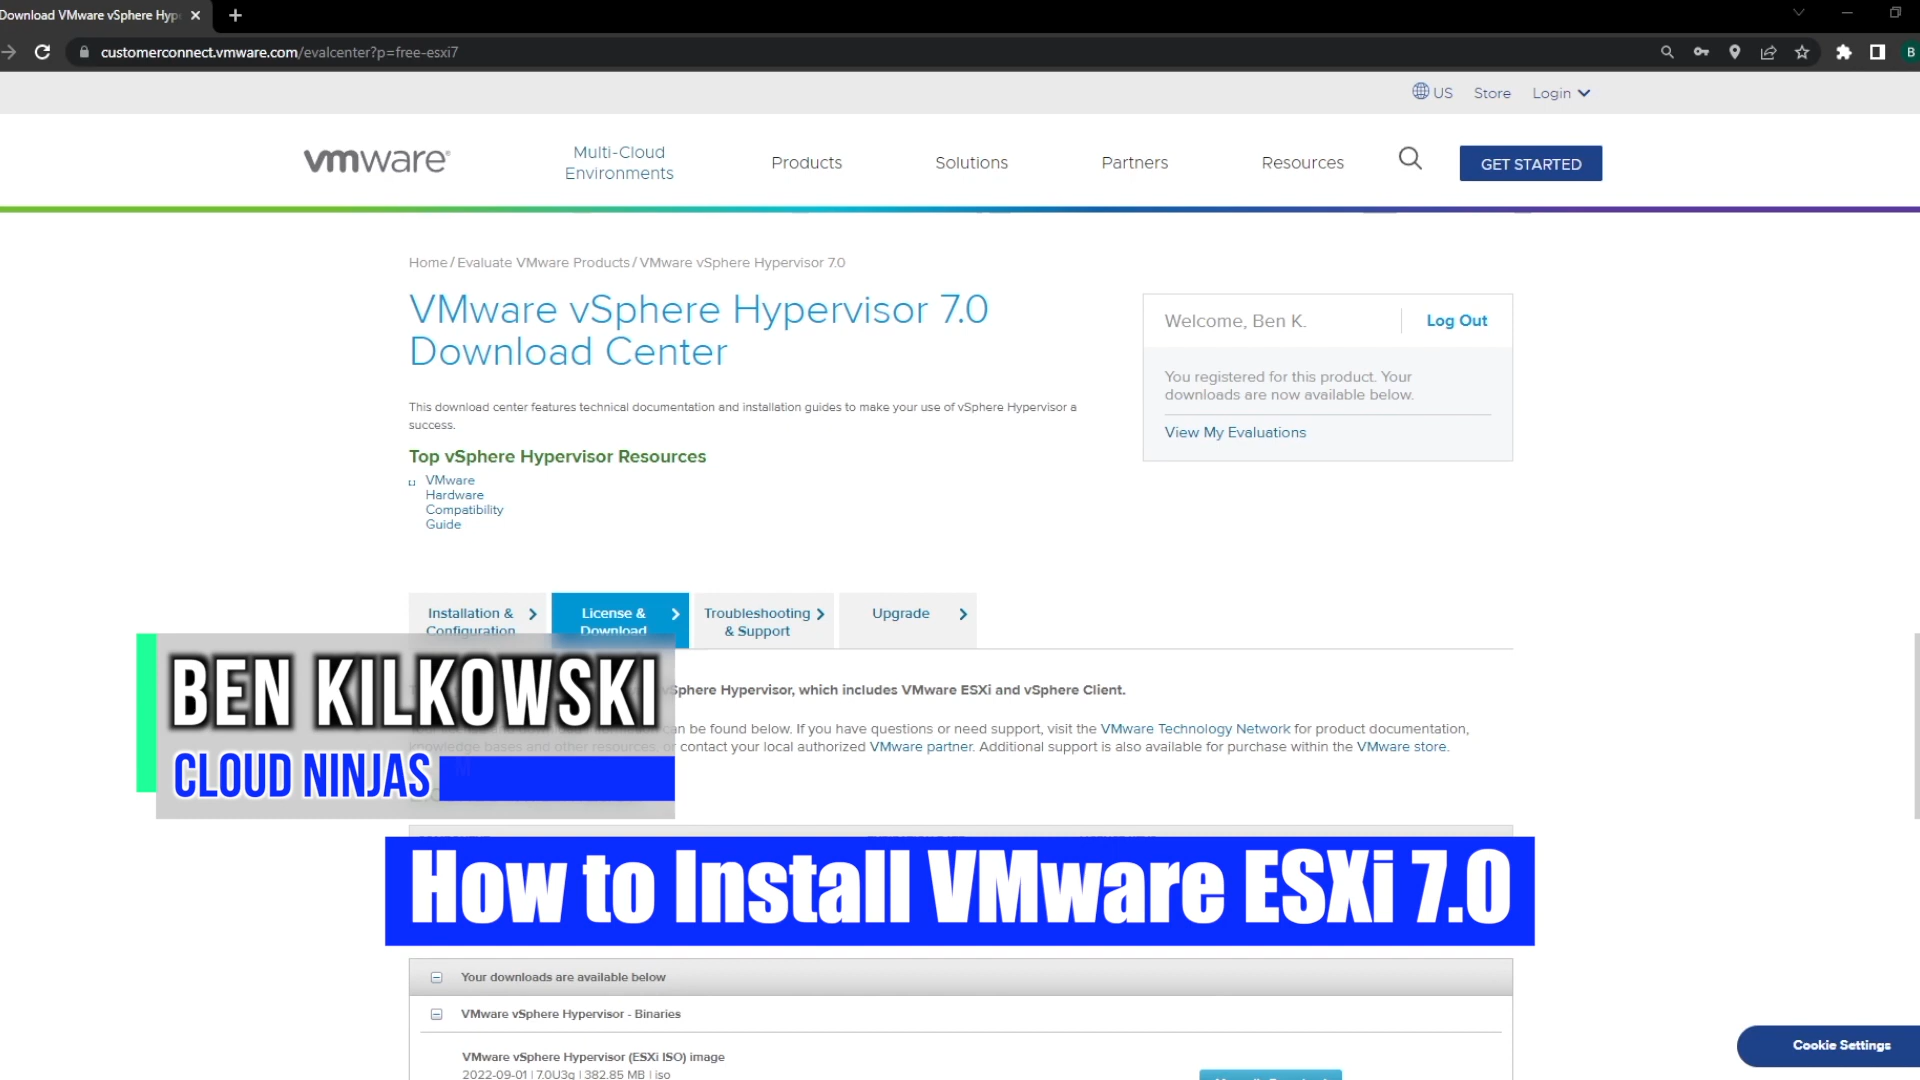 Download VMware vSphere Hyp
customerconnect.vmware.com/evalcenter?p=free-esxi7
B
US Store Login
vmware
Multi-Cloud
Environments
Products
Solutions
Partners
Resources
GET STARTED
Home / Evaluate VMware Products / VMware vSphere Hypervisor 7.0
VMware vSphere Hypervisor 7.0
Download Center
Welcome, Ben K.
Log Out
You registered for this product. Your
downloads are now available below.
View My Evaluations
This download center features technical documentation and installation guides to make your use of vSphere Hypervisor a
success.
Top vSphere Hypervisor Resources
VMware
Hardware
Compatibility
Guide
Installation &
Configuration
License &
Download
Troubleshooting
& Support
Upgrade
BEN KILKOWSKI
CLOUD NINJAS
vSphere Hypervisor, which includes VMware ESXi and vSphere Client.
can be found below. If you have questions or need support, visit the VMware Technology Network for product documentation,
knowledge bases and other resources, or contact your local authorized VMware partner. Additional support is also available for purchase within the VMware store.
How to Install VMware ESXi 7.0
Your downloads are available below
VMware vSphere Hypervisor - Binaries
VMware vSphere Hypervisor (ESXi ISO) image
2022-09-01 | 7.0U3g | 382.85 MB | iso
Cookie Settings